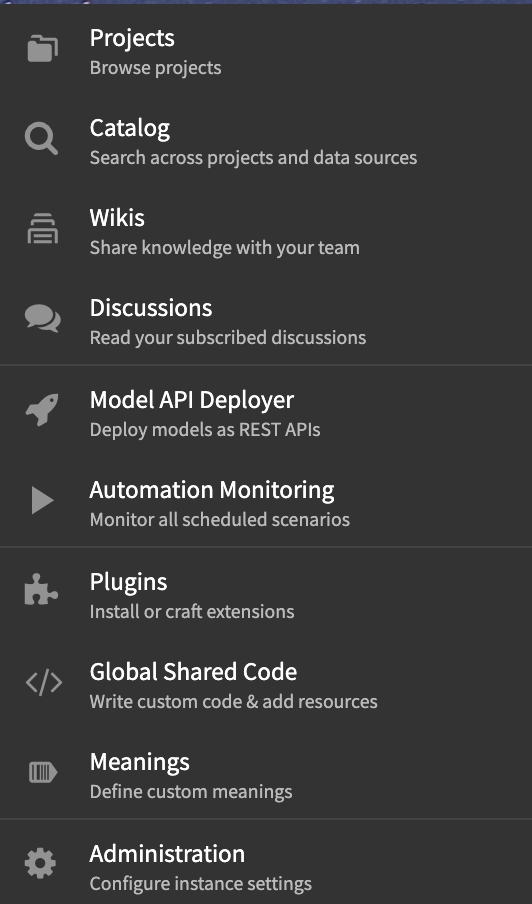 Projects
Browse projects
Catalog
Search across projects and data sources
Wikis
Share knowledge with your team
Discussions
Read your subscribed discussions
Model API Deployer
Deploy models as REST APIs
Automation Monitoring
Monitor all scheduled scenarios
Plugins
Install or craft extensions
Global Shared Code
Write custom code & add resources
Meanings
Define custom meanings
Administration
Configure instance settings